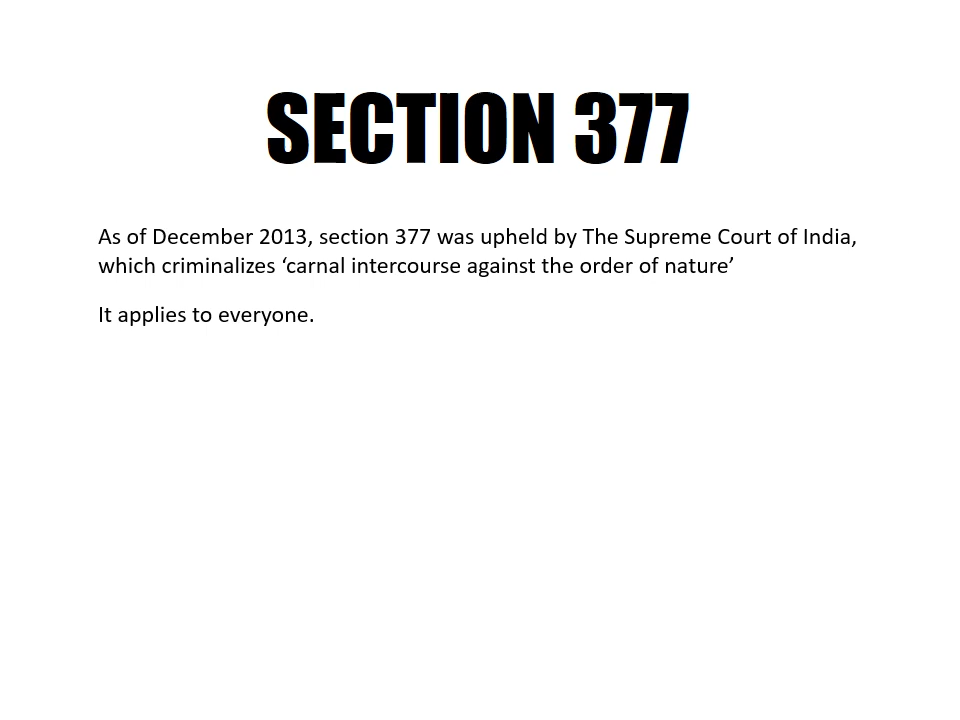 SECTION 377
As of December 2013, section 377 was upheld by The Supreme Court of India,
which criminalizes ‘carnal intercourse against the order of nature’
It applies to everyone.